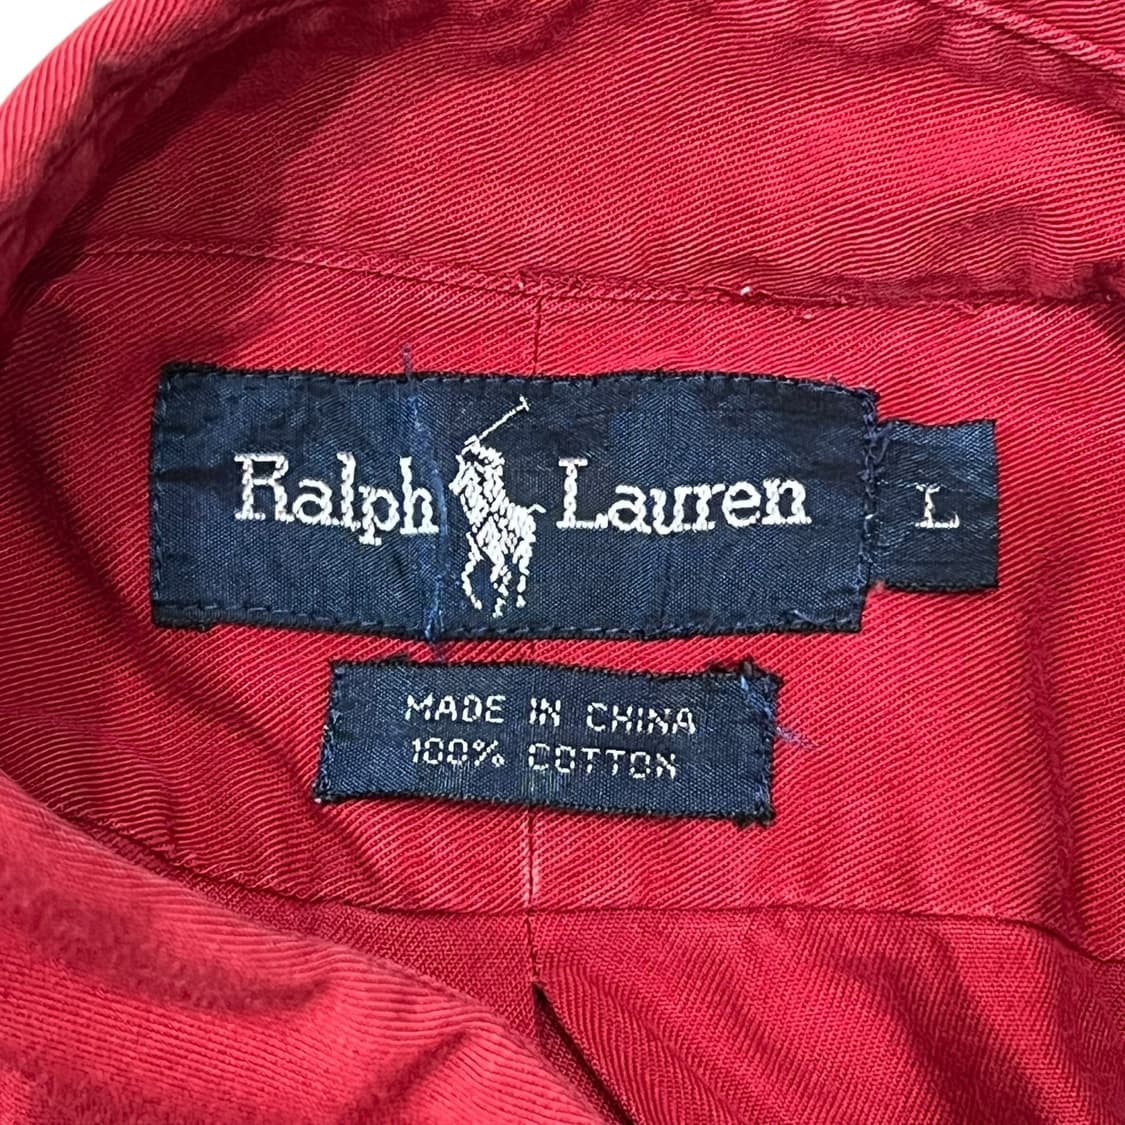 Ralph Lauren
L
MADE IN CHINA
100% COTTON